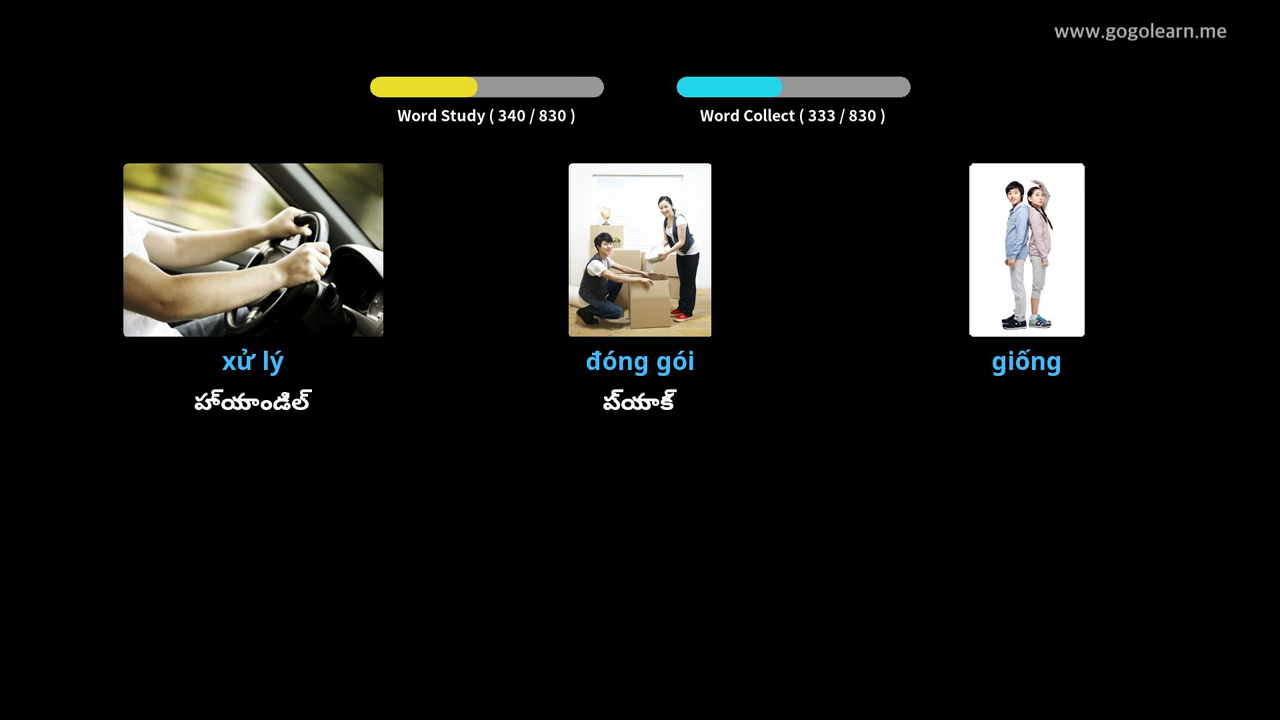 www.gogolearn.me
Word Study ( 340 / 830 )
Word Collect ( 333 / 830 )
xử lý
đóng gói
giống
హ్యాండిల్
ప్యాక్